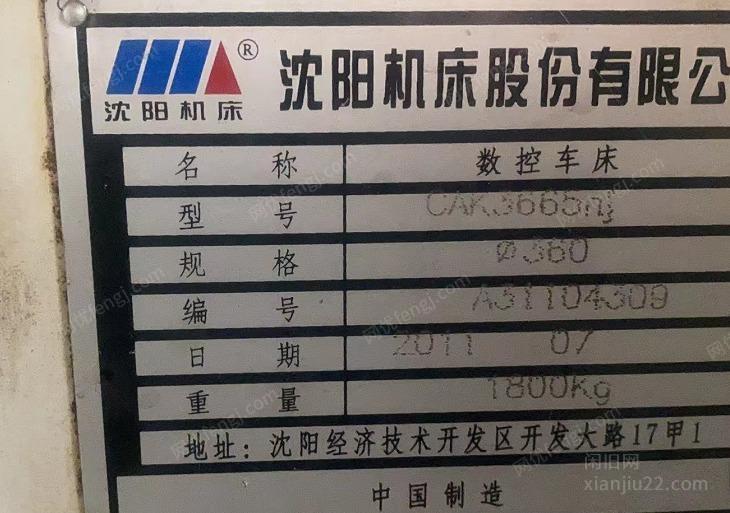 沈阳机床 ® 沈阳机床股份有限公
名 称 数控车床
型 号 CAK3665nj
规 格 ø360
编 号 A31104309
日 期 2011 07
重 量 1800Kg
地址: 沈阳经济技术开发区开发大路17甲1
中国制造
闲旧网
xianjiu22.com